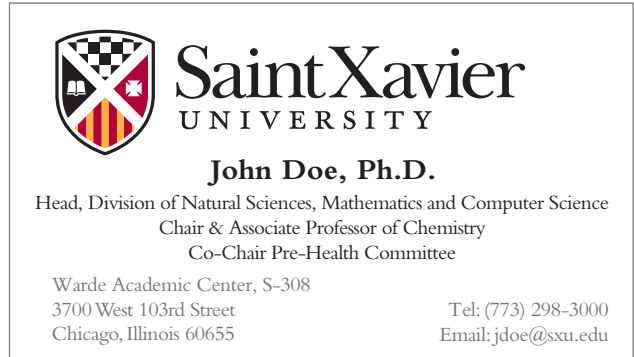 Saint Xavier
UNIVERSITY
John Doe, Ph.D.
Head, Division of Natural Sciences, Mathematics and Computer Science
Chair & Associate Professor of Chemistry
Co-Chair Pre-Health Committee
Warde Academic Center, S-308
3700 West 103rd Street
Chicago, Illinois 60655
Tel: (773) 298-3000
Email: jdoe@sxu.edu